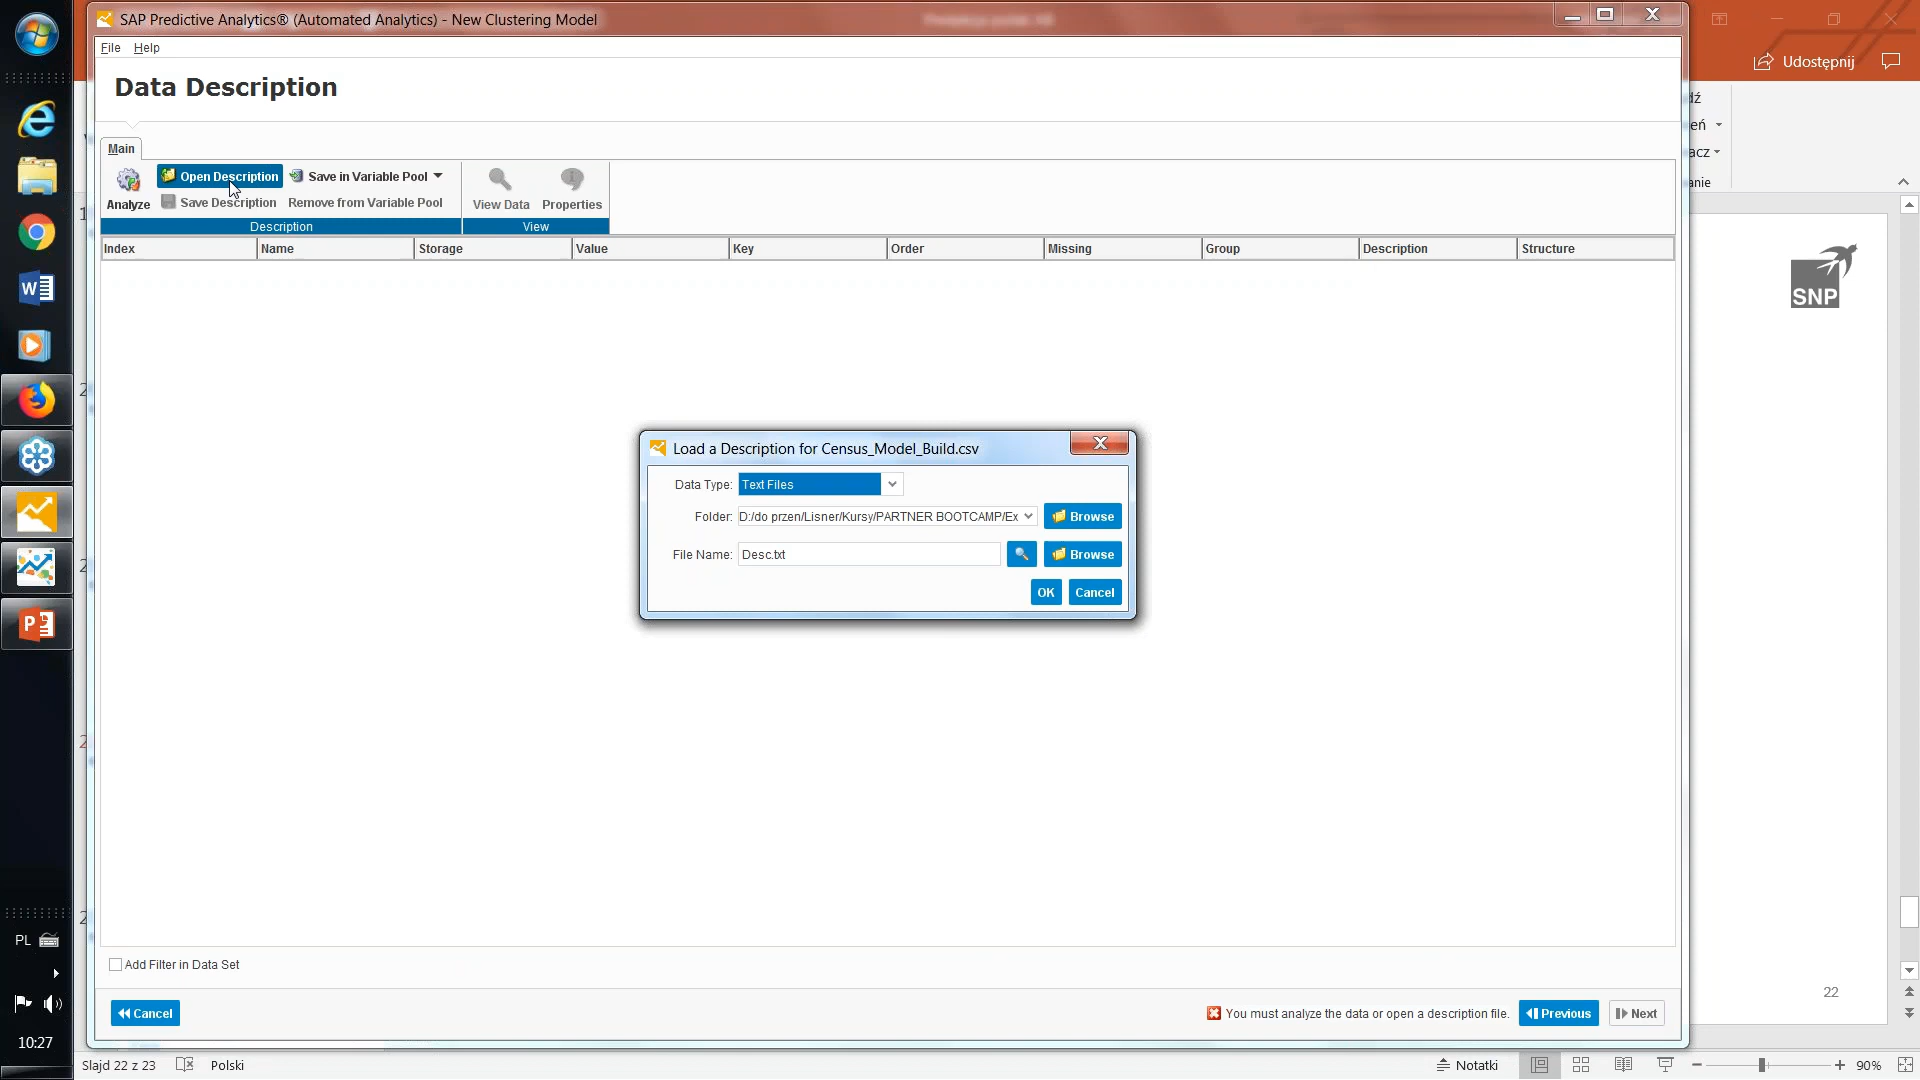 SAP Predictive Analytics® (Automated Analytics) - New Clustering Model
File Help
Udostępnij
Data Description
Main
Analyze
Open Description
Save in Variable Pool
Save Description
Remove from Variable Pool
Description
View Data
Properties
View
Index Name Storage Value Key Order Missing Group Description Structure
SNP
Load a Description for Census_Model_Build.csv
Data Type: Text Files
Folder: D:/do przen/Lisner/Kursy/PARTNER BOOTCAMP/Ex Browse
File Name: Desc.txt Browse
OK Cancel
Add Filter in Data Set
Cancel
You must analyze the data or open a description file.
Previous
Next
22
PL
10:27
Slajd 22 z 23
Polski
Notatki
90%